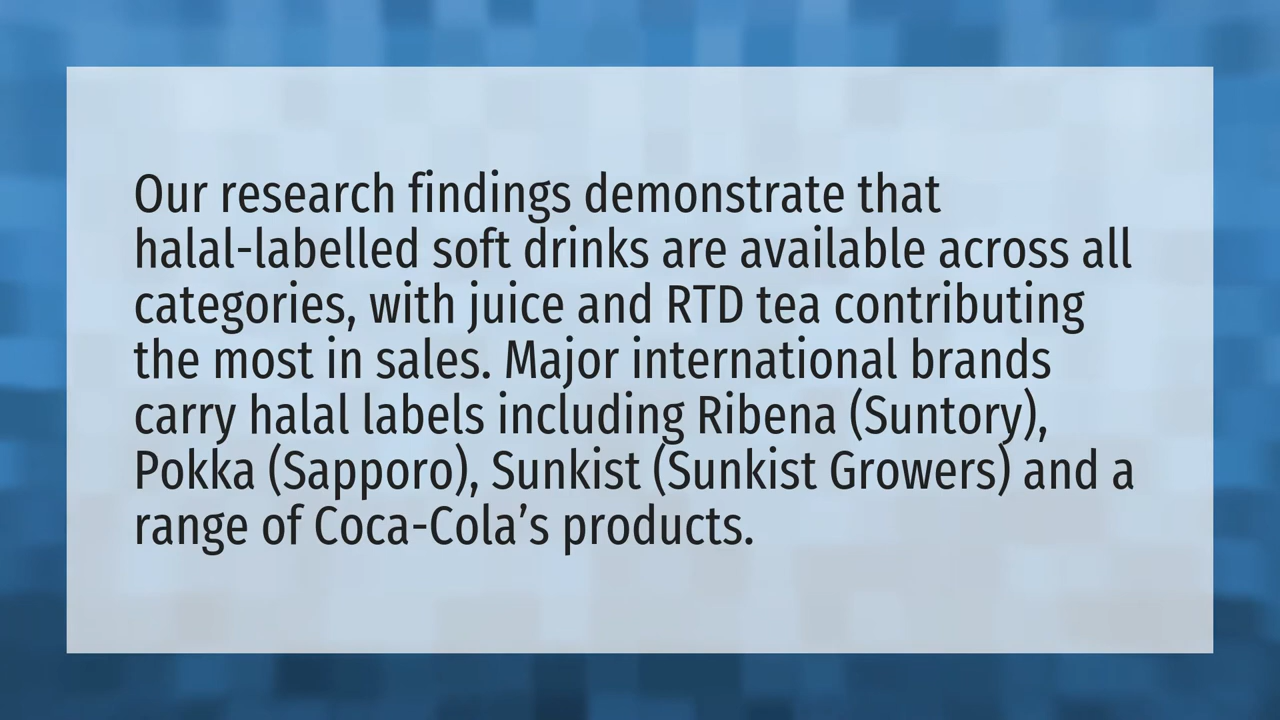 Our research findings demonstrate that
halal-labelled soft drinks are available across all
categories, with juice and RTD tea contributing
the most in sales. Major international brands
carry halal labels including Ribena (Suntory),
Pokka (Sapporo), Sunkist (Sunkist Growers) and a
range of Coca-Cola’s products.